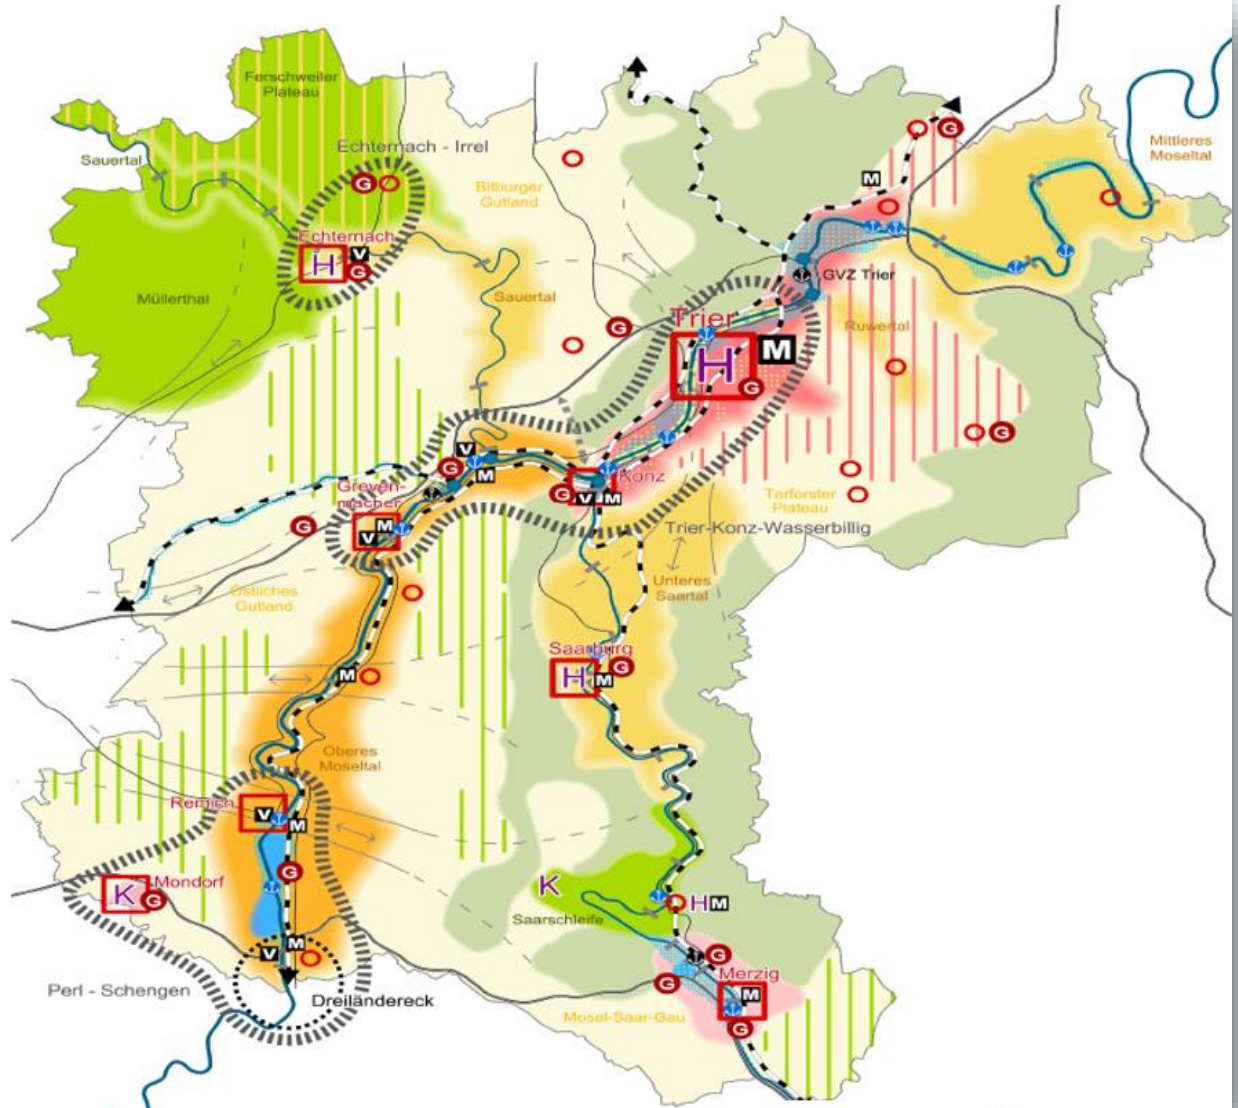 Ferschweiler
Plateau
Mittleres
Moseltal
Sauertal
Echternach - Irrel
M
G
G
Bitburger
Gutland
Echternach
H
V
G
GVZ Trier
Müllerthal
Sauertal
Trier
G
Ruwertal
H
M
G
G
V
M
G
Konz
Greven-
macher
G
V
M
Tarforster
Plateau
G
M
V
Trier-Konz-Wasserbillig
Unteres
Saartal
Östliches
Gutland
Saarburg
G
H
M
M
Oberes
Moseltal
Remich
V
M
G
Mondorf
K
G
K
H
M
Saarschleife
V
M
G
Merzig
G
M
Perl - Schengen
Dreiländereck
Mosel-Saar-Gau
G